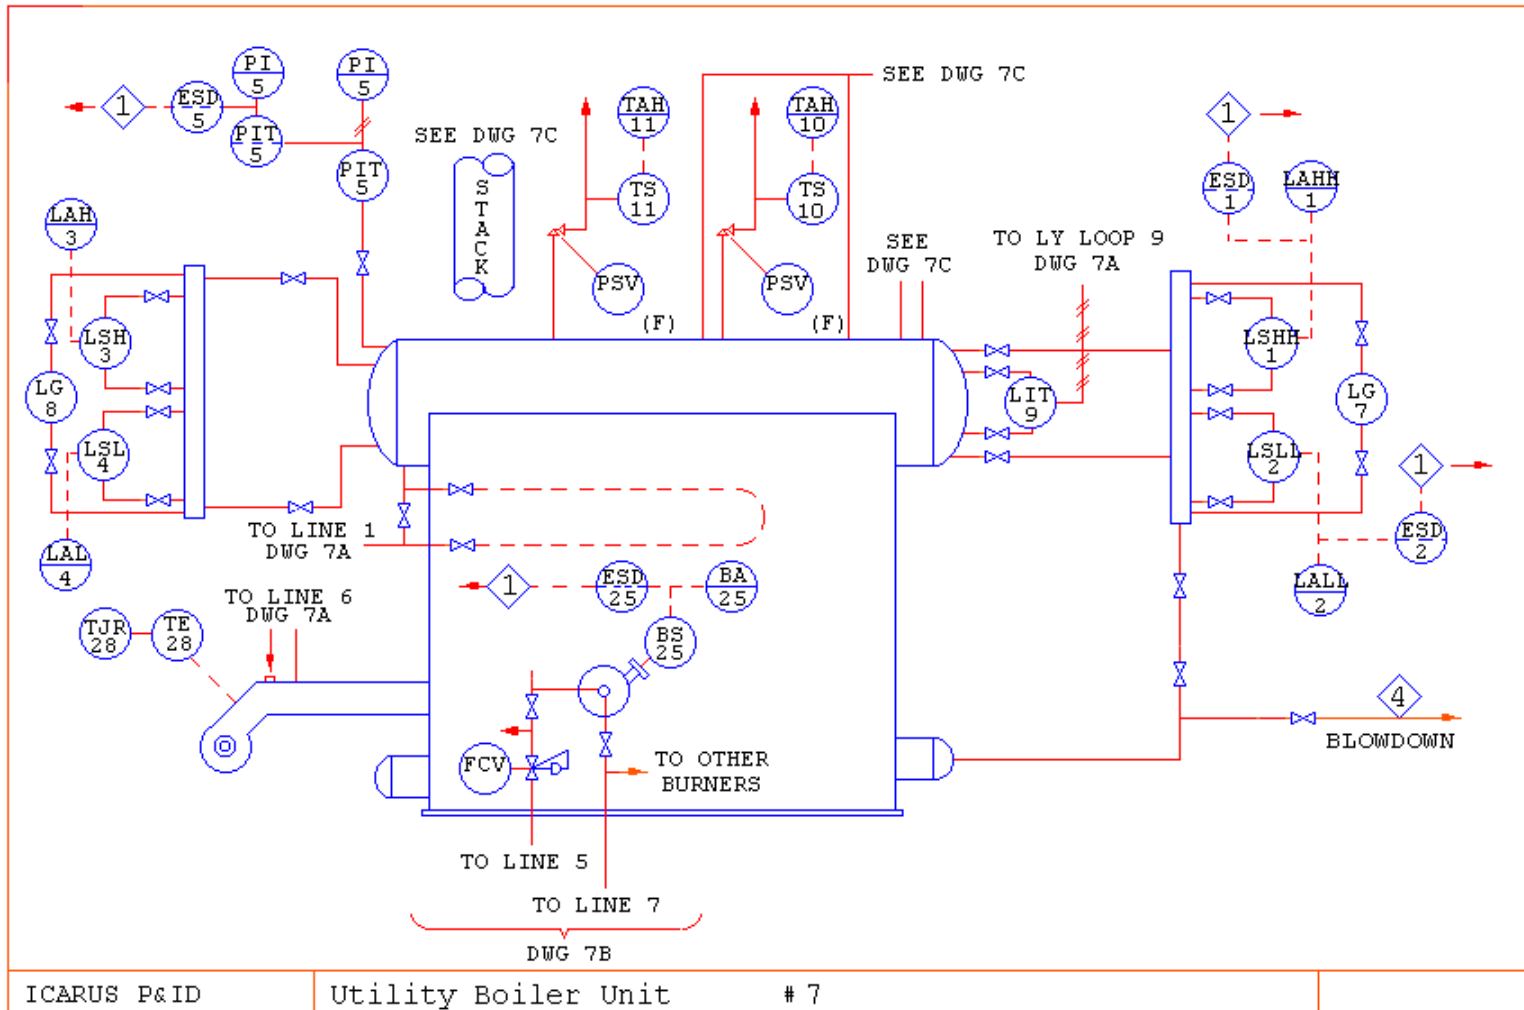 PI
5
PI
5
1
ESD
5
PIT
5
PIT
5
SEE DWG 7C
STACK
TAH
11
TS
11
PSV
(F)
TAH
10
TS
10
PSV
(F)
SEE DWG 7C
SEE
DWG 7C
TO LY LOOP 9
DWG 7A
1
ESD
1
LAHH
1
LAH
3
LSH
3
LG
8
LSL
4
LAL
4
LIT
9
LSHH
1
LG
7
LSLL
2
1
ESD
2
LALL
2
TO LINE 1
DWG 7A
1
ESD
25
BA
25
BS
25
TO LINE 6
DWG 7A
TJR
28
TE
28
FCV
TO OTHER
BURNERS
4
BLOWDOWN
TO LINE 5
TO LINE 7
DWG 7B
ICARUS P&ID
Utility Boiler Unit # 7